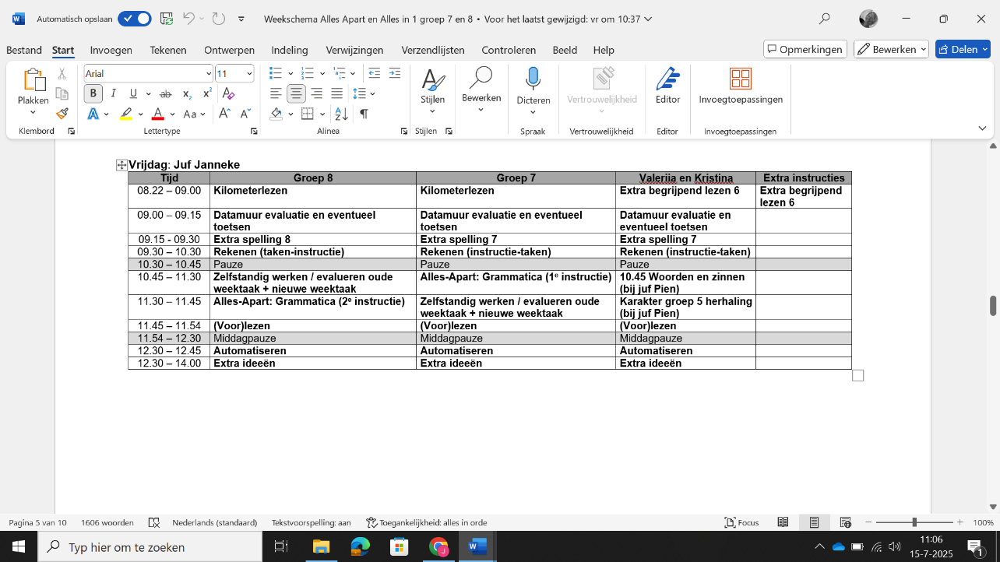 Automatisch opslaan Weekschema Alles Apart en Alles in 1 groep 7 en 8 • Voor het laatst gewijzigd: vr om 10:37
Bestand Start Invoegen Tekenen Ontwerpen Indeling Verwijzingen Verzendlijsten Controleren Beeld Help Opmerkingen Bewerken Delen
Arial 11
Plakken Stijlen Bewerken Dicteren Vertrouwelijkheid Editor Invoegtoepassingen
Klembord Lettertype Alinea Stijlen Spraak Vertrouwelijkheid Editor Invoegtoepassingen
Vrijdag: Juf Janneke
Tijd Groep 8 Groep 7 Valeriia en Kristina Extra instructies
08.22 – 09.00 Kilometerlezen Kilometerlezen Extra begrijpend lezen 6 Extra begrijpend
lezen 6
09.00 – 09.15 Datamuur evaluatie en eventueel Datamuur evaluatie en eventueel Datamuur evaluatie en
toetsen toetsen eventueel toetsen
09.15 - 09.30 Extra spelling 8 Extra spelling 7 Extra spelling 7
09.30 – 10.30 Rekenen (taken-instructie) Rekenen (instructie-taken) Rekenen (instructie-taken)
10.30 – 10.45 Pauze Pauze Pauze
10.45 – 11.30 Zelfstandig werken / evalueren oude Alles-Apart: Grammatica (1e instructie) 10.45 Woorden en zinnen
weektaak + nieuwe weektaak (bij juf Pien)
11.30 – 11.45 Alles-Apart: Grammatica (2e instructie) Zelfstandig werken / evalueren oude Karakter groep 5 herhaling
weektaak + nieuwe weektaak (bij juf Pien)
11.45 – 11.54 (Voor)lezen (Voor)lezen (Voor)lezen
11.54 – 12.30 Middagpauze Middagpauze Middagpauze
12.30 – 12.45 Automatiseren Automatiseren Automatiseren
12.30 – 14.00 Extra ideeën Extra ideeën Extra ideeën
Pagina 5 van 10 1606 woorden Nederlands (standaard) Tekstvoorspelling: aan Toegankelijkheid: alles in orde Focus 100%
Typ hier om te zoeken 11:06
15-7-2025 1